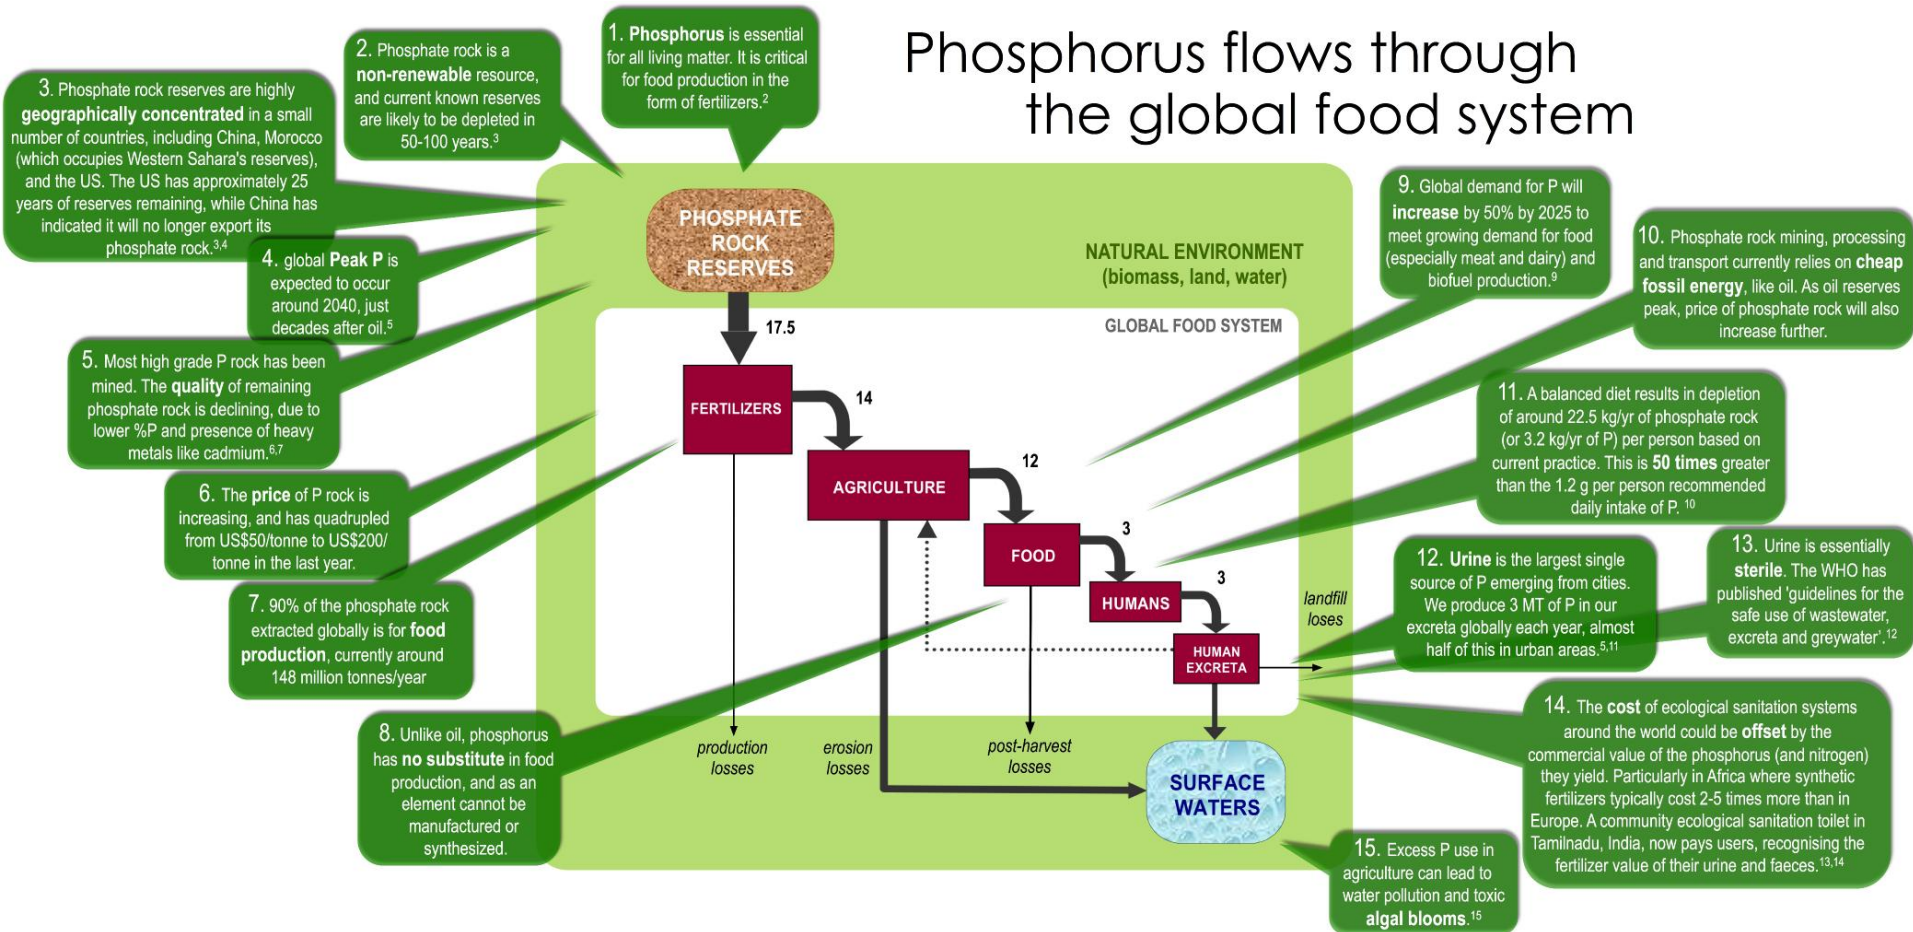 Phosphorus flows through
the global food system
1. Phosphorus is essential
for all living matter. It is critical
for food production in the
form of fertilizers.2
2. Phosphate rock is a
non-renewable resource,
and current known reserves
are likely to be depleted in
50-100 years.3
3. Phosphate rock reserves are highly
geographically concentrated in a small
number of countries, including China, Morocco
(which occupies Western Sahara's reserves),
and the US. The US has approximately 25
years of reserves remaining, while China has
indicated it will no longer export its
phosphate rock.3,4
4. global Peak P is
expected to occur
around 2040, just
decades after oil.5
5. Most high grade P rock has been
mined. The quality of remaining
phosphate rock is declining, due to
lower %P and presence of heavy
metals like cadmium.6,7
6. The price of P rock is
increasing, and has quadrupled
from US$50/tonne to US$200/
tonne in the last year.
7. 90% of the phosphate rock
extracted globally is for food
production, currently around
148 million tonnes/year
8. Unlike oil, phosphorus
has no substitute in food
production, and as an
element cannot be
manufactured or
synthesized.
PHOSPHATE
ROCK
RESERVES
NATURAL ENVIRONMENT
(biomass, land, water)
GLOBAL FOOD SYSTEM
17.5
FERTILIZERS
14
AGRICULTURE
12
FOOD
3
HUMANS
3
HUMAN
EXCRETA
landfill
loses
production
losses
erosion
losses
post-harvest
losses
SURFACE
WATERS
9. Global demand for P will
increase by 50% by 2025 to
meet growing demand for food
(especially meat and dairy) and
biofuel production.9
10. Phosphate rock mining, processing
and transport currently relies on cheap
fossil energy, like oil. As oil reserves
peak, price of phosphate rock will also
increase further.
11. A balanced diet results in depletion
of around 22.5 kg/yr of phosphate rock
(or 3.2 kg/yr of P) per person based on
current practice. This is 50 times greater
than the 1.2 g per person recommended
daily intake of P. 10
12. Urine is the largest single
source of P emerging from cities.
We produce 3 MT of P in our
excreta globally each year, almost
half of this in urban areas.5,11
13. Urine is essentially
sterile. The WHO has
published 'guidelines for the
safe use of wastewater,
excreta and greywater'.12
14. The cost of ecological sanitation systems
around the world could be offset by the
commercial value of the phosphorus (and nitrogen)
they yield. Particularly in Africa where synthetic
fertilizers typically cost 2-5 times more than in
Europe. A community ecological sanitation toilet in
Tamilnadu, India, now pays users, recognising the
fertilizer value of their urine and faeces.13,14
15. Excess P use in
agriculture can lead to
water pollution and toxic
algal blooms.15